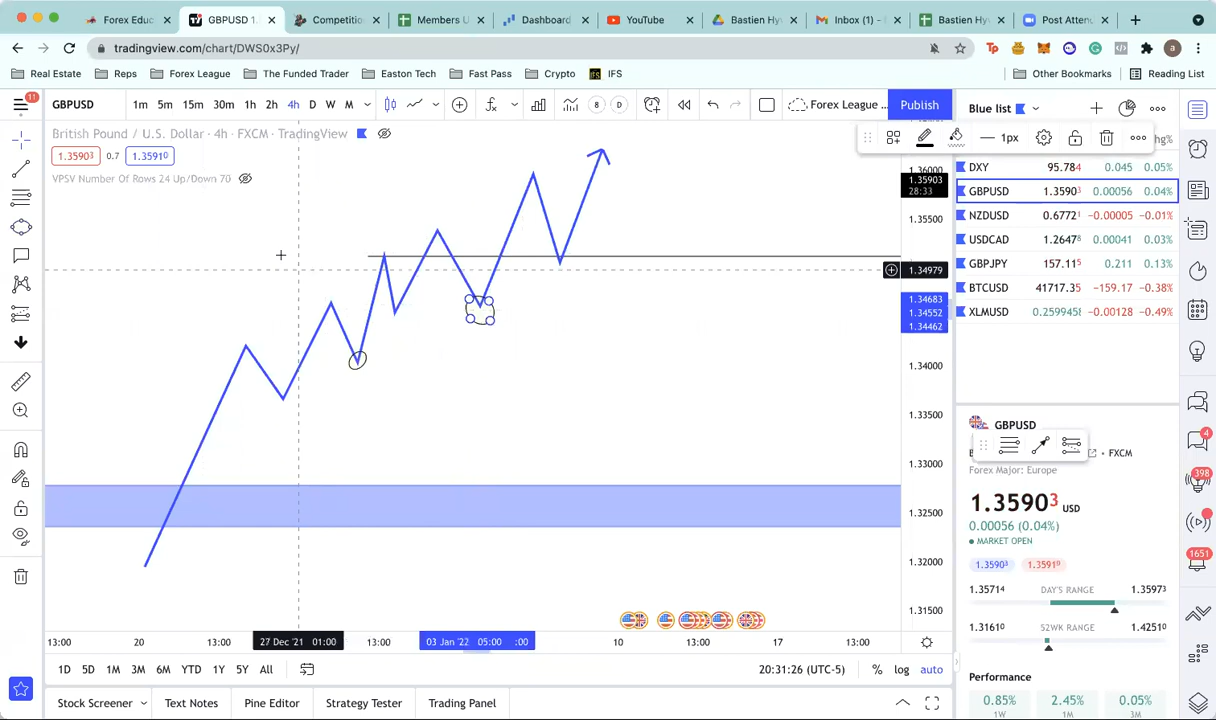 Forex Educ
GBPUSD 1.
Competition
Members U
Dashboard
YouTube
Bastien Hy
Inbox (1) -
Bastien Hy
Post Atten
tradingview.com/chart/DWS0x3Py/
Real Estate
Reps
Forex League
The Funded Trader
Easton Tech
Fast Pass
Crypto
IFS
Other Bookmarks
Reading List
11
GBPUSD
1m 5m 15m 30m 1h 2h 4h D W M
8
D
Forex League ...
Publish
Blue list
British Pound / U.S. Dollar · 4h · FXCM · TradingView
1px
hg%
1.35903 0.7 1.35910
VPSV Number Of Rows 24 Up/Down 70
1.36000
1.35903
28:33
1.35500
1.34979
1.34683
1.34552
1.34462
1.34000
1.33500
1.33000
1.32500
1.32000
1.31500
DXY 95.784 0.045 0.05%
GBPUSD 1.35903 0.00056 0.04%
NZDUSD 0.67721 -0.00005 -0.01%
USDCAD 1.26478 0.00041 0.03%
GBPJPY 157.115 0.211 0.13%
BTCUSD 41717.35 -159.17 -0.38%
XLMUSD 0.2599458 -0.00128 -0.49%
GBPUSD
• FXCM
Forex Major: Europe
1.35903 USD
0.00056 (0.04%)
MARKET OPEN
1.35903 1.35910
1.35714 DAY'S RANGE 1.35973
1.31610 52WK RANGE 1.42510
Performance
0.85% 2.45% 0.05%
1W 1M 3M
4
398
1651
13:00 20 13:00 27 Dec '21 01:00 13:00 03 Jan '22 05:00 :00 10 13:00 17 13:00
1D 5D 1M 3M 6M YTD 1Y 5Y All
20:31:26 (UTC-5)
% log auto
Stock Screener
Text Notes
Pine Editor
Strategy Tester
Trading Panel